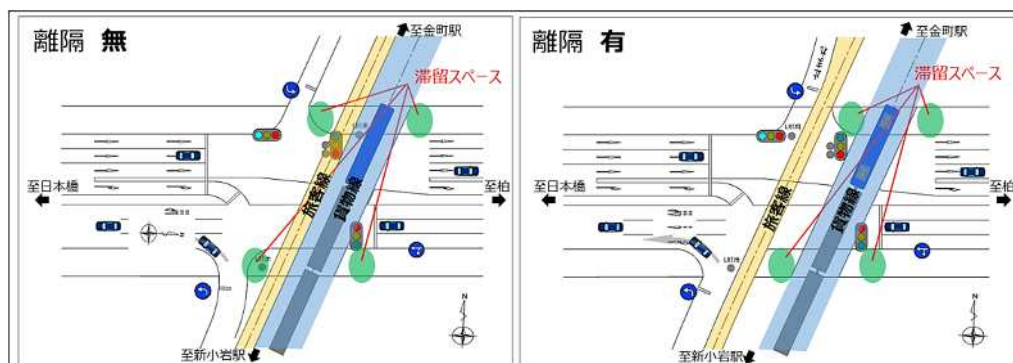 離隔 無
至金町駅
滞留スペース
至日本橋
至柏
旅客線
貨物線
至新小岩駅
N
離隔 有
至金町駅
滞留スペース
至日本橋
至柏
旅客線
貨物線
至新小岩駅
N